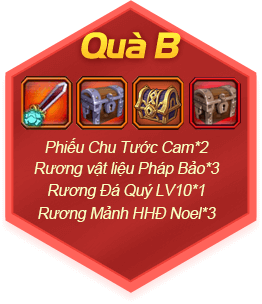 Quà B
Phiếu Chu Tước Cam*2
Rương vật liệu Pháp Bảo*3
Rương Đá Quý LV10*1
Rương Mảnh HHĐ Noel*3